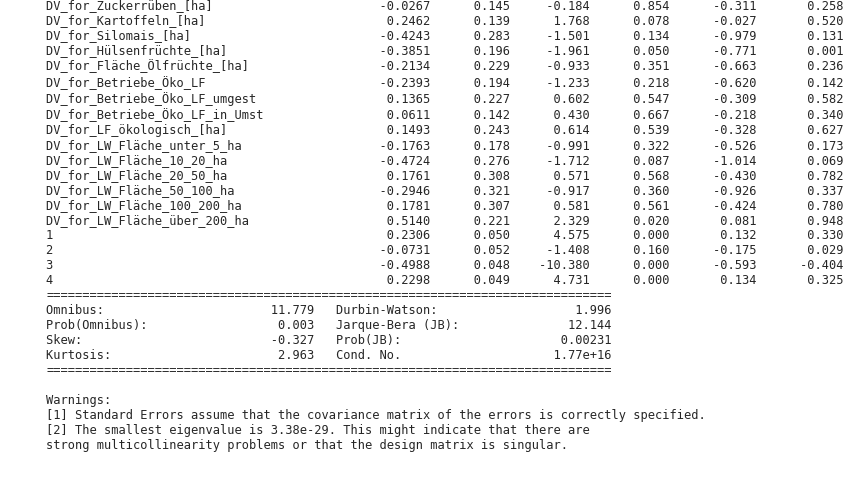 DV_for_Zuckerrüben_[ha] -0.0267 0.145 -0.184 0.854 -0.311 0.258
DV_for_Kartoffeln_[ha] 0.2462 0.139 1.768 0.078 -0.027 0.520
DV_for_Silomais_[ha] -0.4243 0.283 -1.501 0.134 -0.979 0.131
DV_for_Hülsenfrüchte_[ha] -0.3851 0.196 -1.961 0.050 -0.771 0.001
DV_for_Fläche_Ölfrüchte_[ha] -0.2134 0.229 -0.933 0.351 -0.663 0.236
DV_for_Betriebe_Öko_LF -0.2393 0.194 -1.233 0.218 -0.620 0.142
DV_for_Betriebe_Öko_LF_umgest 0.1365 0.227 0.602 0.547 -0.309 0.582
DV_for_Betriebe_Öko_LF_in_Umst 0.0611 0.142 0.430 0.667 -0.218 0.340
DV_for_LF_ökologisch_[ha] 0.1493 0.243 0.614 0.539 -0.328 0.627
DV_for_LW_Fläche_unter_5_ha -0.1763 0.178 -0.991 0.322 -0.526 0.173
DV_for_LW_Fläche_10_20_ha -0.4724 0.276 -1.712 0.087 -1.014 0.069
DV_for_LW_Fläche_20_50_ha 0.1761 0.308 0.571 0.568 -0.430 0.782
DV_for_LW_Fläche_50_100_ha -0.2946 0.321 -0.917 0.360 -0.926 0.337
DV_for_LW_Fläche_100_200_ha 0.1781 0.307 0.581 0.561 -0.424 0.780
DV_for_LW_Fläche_über_200_ha 0.5140 0.221 2.329 0.020 0.081 0.948
1 0.2306 0.050 4.575 0.000 0.132 0.330
2 -0.0731 0.052 -1.408 0.160 -0.175 0.029
3 -0.4988 0.048 -10.380 0.000 -0.593 -0.404
4 0.2298 0.049 4.731 0.000 0.134 0.325
==============================================================================
Omnibus: 11.779 Durbin-Watson: 1.996
Prob(Omnibus): 0.003 Jarque-Bera (JB): 12.144
Skew: -0.327 Prob(JB): 0.00231
Kurtosis: 2.963 Cond. No. 1.77e+16
==============================================================================
Warnings:
[1] Standard Errors assume that the covariance matrix of the errors is correctly specified.
[2] The smallest eigenvalue is 3.38e-29. This might indicate that there are
strong multicollinearity problems or that the design matrix is singular.